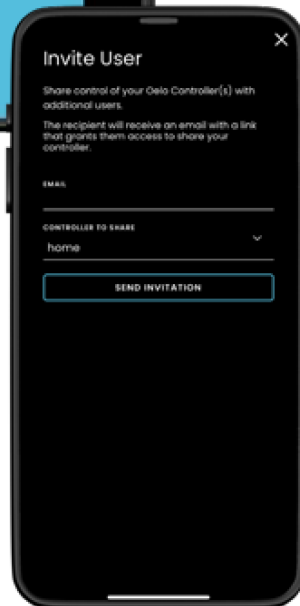 Invite User
Share control of your Oelo Controller(s) with
additional users.
The recipient will receive an email with a link
that grants them access to share your
controller.
EMAIL
CONTROLLER TO SHARE
home
SEND INVITATION